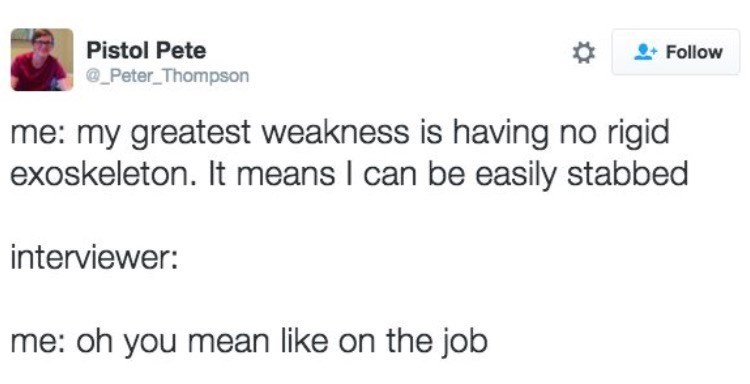 Pistol Pete
@_Peter_Thompson
Follow
me: my greatest weakness is having no rigid
exoskeleton. It means I can be easily stabbed
interviewer:
me: oh you mean like on the job